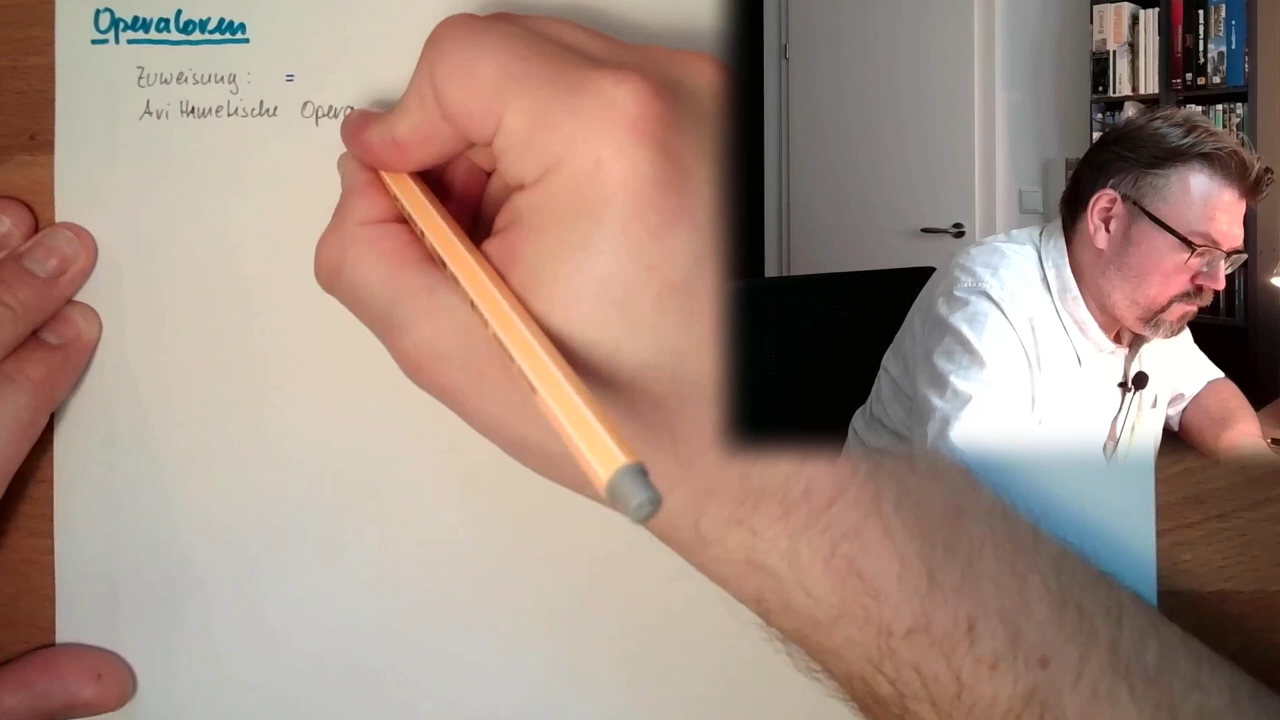 Operatoren
Zuweisung: =
Arithmetische Opera